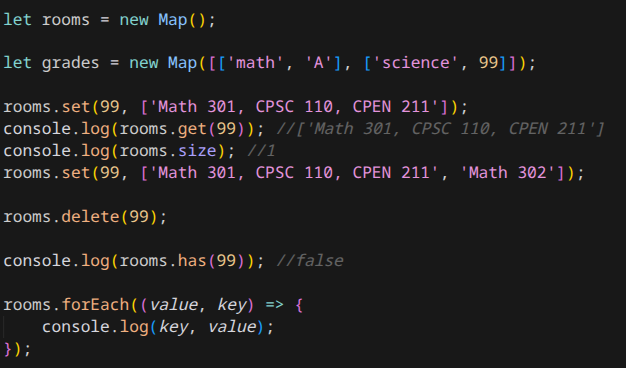 let rooms = new Map();
let grades = new Map([['math', 'A'], ['science', 99]]);
rooms.set(99, ['Math 301, CPSC 110, CPEN 211']);
console.log(rooms.get(99)); //['Math 301, CPSC 110, CPEN 211']
console.log(rooms.size); //1
rooms.set(99, ['Math 301, CPSC 110, CPEN 211', 'Math 302']);
rooms.delete(99);
console.log(rooms.has(99)); //false
rooms.forEach((value, key) => {
    console.log(key, value);
});